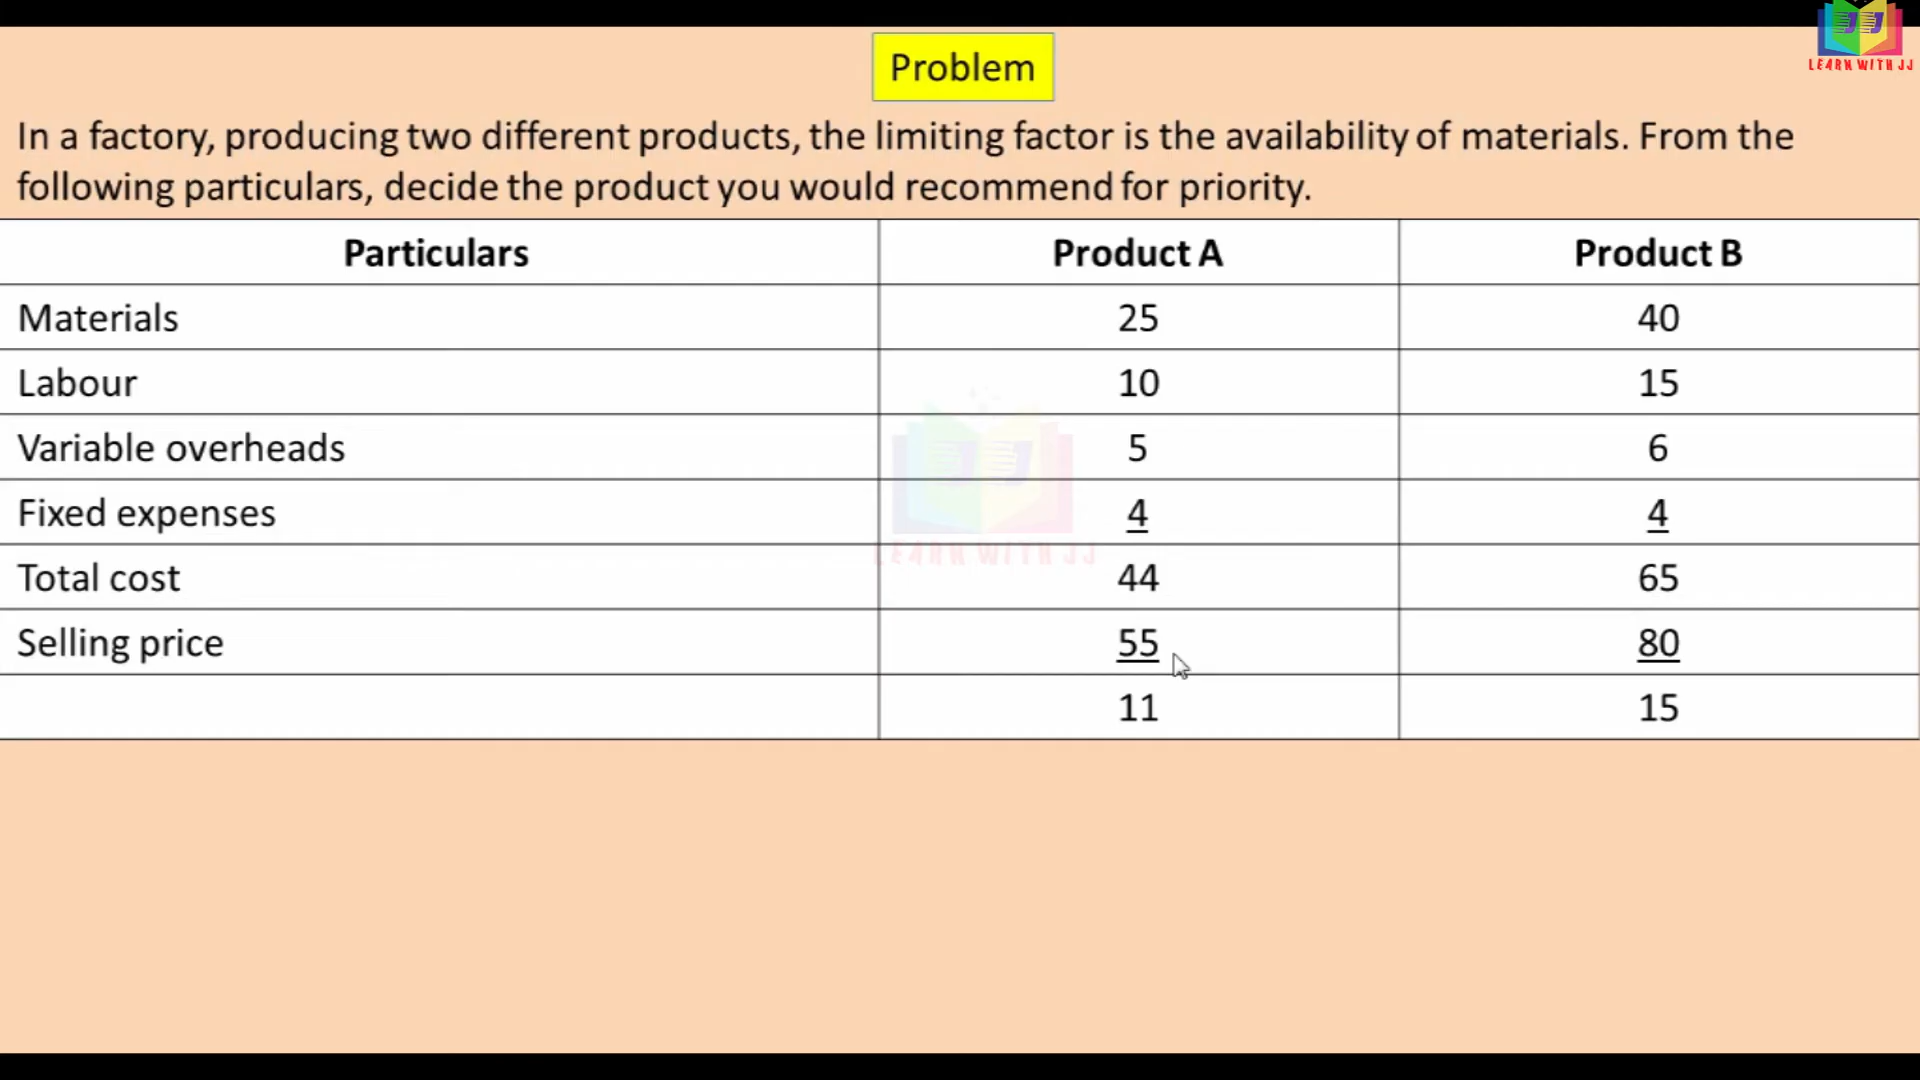 LEARN WITH JJ
Problem
In a factory, producing two different products, the limiting factor is the availability of materials. From the
following particulars, decide the product you would recommend for priority.
Particulars Product A Product B
Materials 25 40
Labour 10 15
Variable overheads 5 6
Fixed expenses 4 4
LEARN WITH JJ
Total cost 44 65
Selling price 55 80
11 15